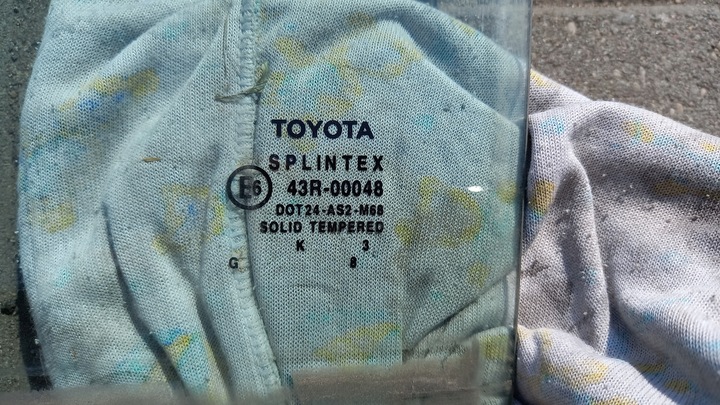 TOYOTA
SPLINTEX
E6 43R-00048
DOT24-AS2-M68
SOLID TEMPERED
K 3
G 8